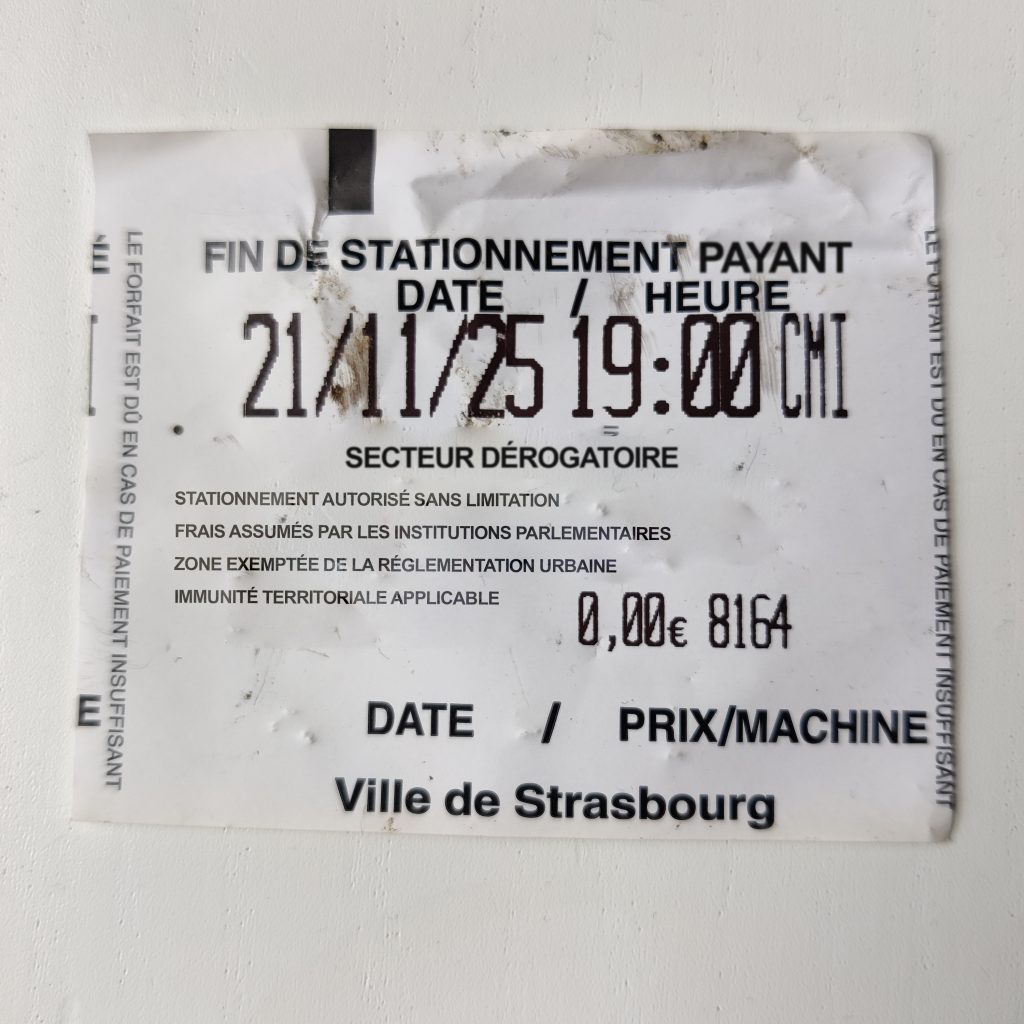 FIN DE STATIONNEMENT PAYANT
DATE / HEURE
21/11/25 19:00 CMI
SECTEUR DÉROGATOIRE
STATIONNEMENT AUTORISÉ SANS LIMITATION
FRAIS ASSUMÉS PAR LES INSTITUTIONS PARLEMENTAIRES
ZONE EXEMPTÉE DE LA RÉGLEMENTATION URBAINE
IMMUNITÉ TERRITORIALE APPLICABLE
0,00€ 8164
DATE / PRIX/MACHINE
Ville de Strasbourg
LE FORFAIT EST DÛ EN CAS DE PAIEMENT INSUFFISANT
LE FORFAIT EST DÛ EN CAS DE PAIEMENT INSUFFISANT
E
I
E